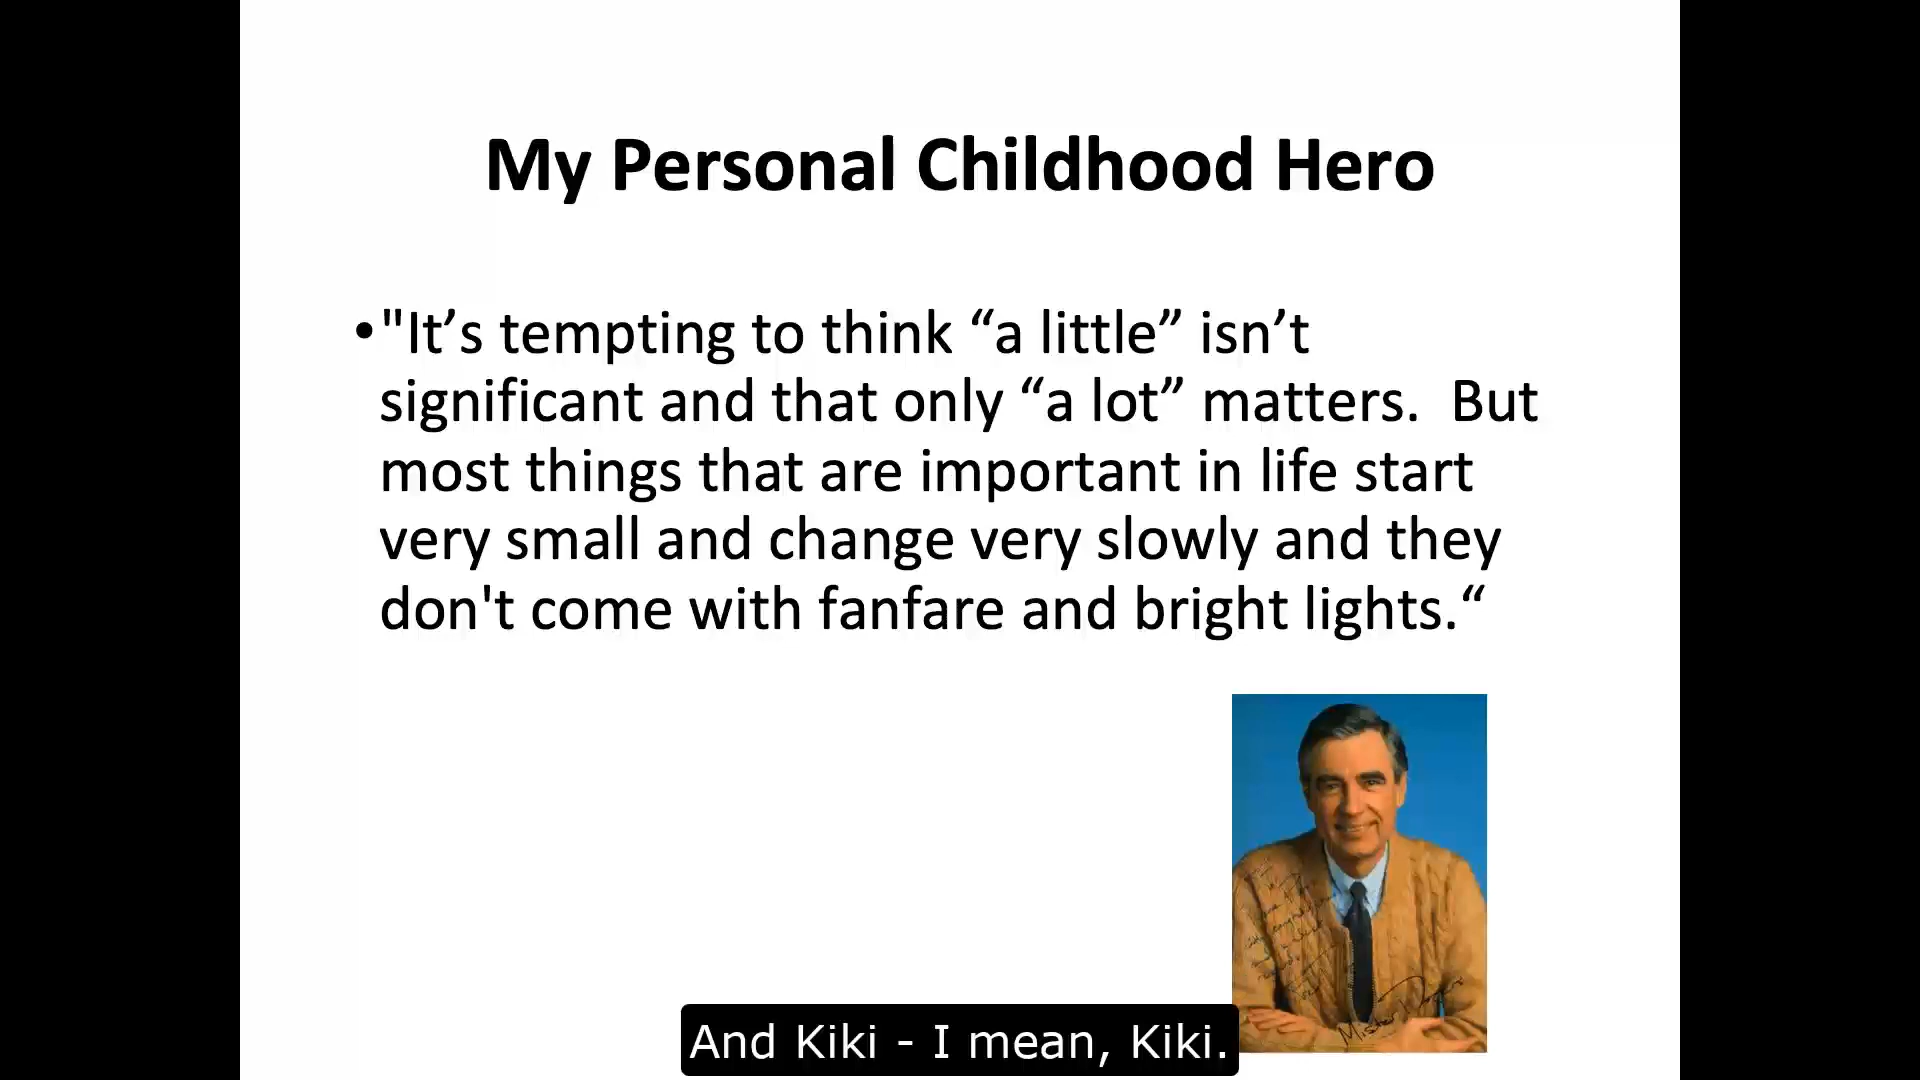 My Personal Childhood Hero
•"It’s tempting to think “a little” isn’t
significant and that only “a lot” matters.  But
most things that are important in life start
very small and change very slowly and they
don't come with fanfare and bright lights.“
Mister Rogers
And Kiki - I mean, Kiki.